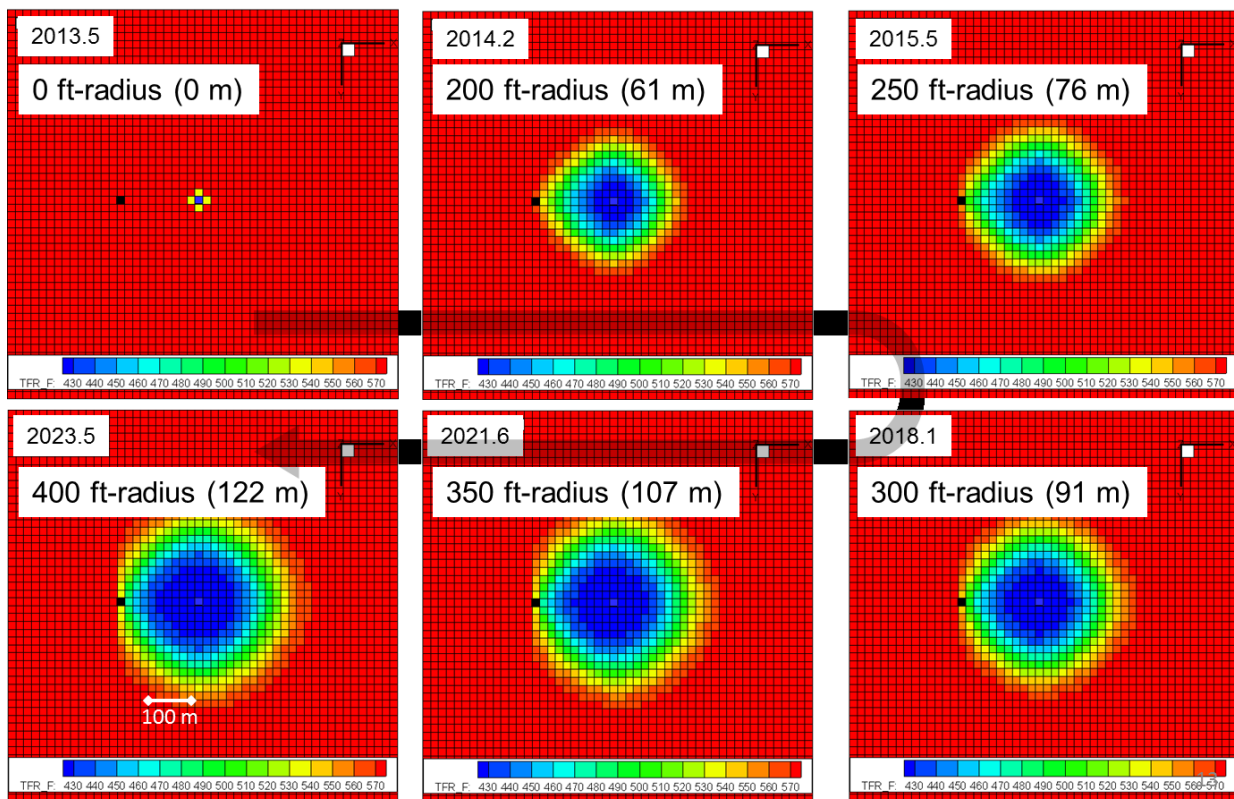 2013.5
X
Y
0 ft-radius (0 m)
TFR_F: 430 440 450 460 470 480 490 500 510 520 530 540 550 560 570
2014.2
X
Y
200 ft-radius (61 m)
TFR_F: 430 440 450 460 470 480 490 500 510 520 530 540 550 560 570
2015.5
X
Y
250 ft-radius (76 m)
TFR_F: 430 440 450 460 470 480 490 500 510 520 530 540 550 560 570
2023.5
X
Y
400 ft-radius (122 m)
100 m
TFR_F: 430 440 450 460 470 480 490 500 510 520 530 540 550 560 570
2021.6
X
Y
350 ft-radius (107 m)
TFR_F: 430 440 450 460 470 480 490 500 510 520 530 540 550 560 570
2018.1
X
Y
300 ft-radius (91 m)
TFR_F: 430 440 450 460 470 480 490 500 510 520 530 540 550 560 570